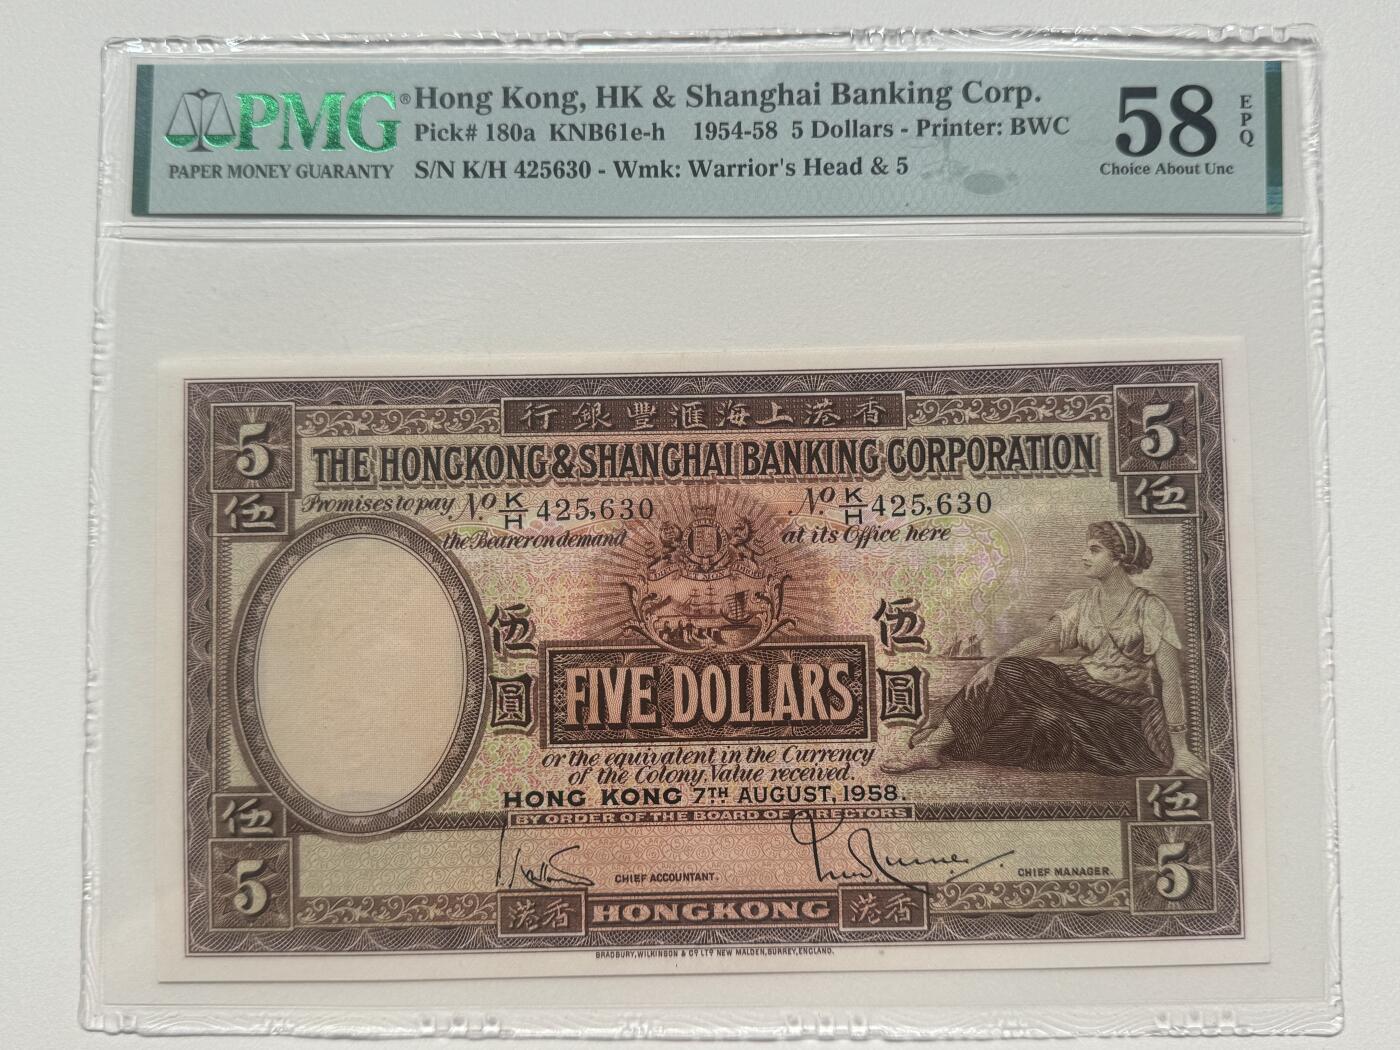 PMG®
PAPER MONEY GUARANTY
Hong Kong, HK & Shanghai Banking Corp.
Pick# 180a KNB61e-h 1954-58 5 Dollars - Printer: BWC
S/N K/H 425630 - Wmk: Warrior's Head & 5
58
EPQ
Choice About Unc
行銀豐滙海上港香
5
5
THE HONGKONG & SHANGHAI BANKING CORPORATION
伍
伍
Promises to pay No K/H 425,630 No K/H 425,630
the Bearer on demand at its Office here
伍圓
伍圓
FIVE DOLLARS
or the equivalent in the Currency
of the Colony, Value received.
HONG KONG 7TH AUGUST, 1958.
BY ORDER OF THE BOARD OF DIRECTORS
伍
伍
5
5
CHIEF ACCOUNTANT.
CHIEF MANAGER.
港香 HONGKONG 港香
BRADBURY, WILKINSON & Co LTD NEW MALDEN, SURREY, ENGLAND.